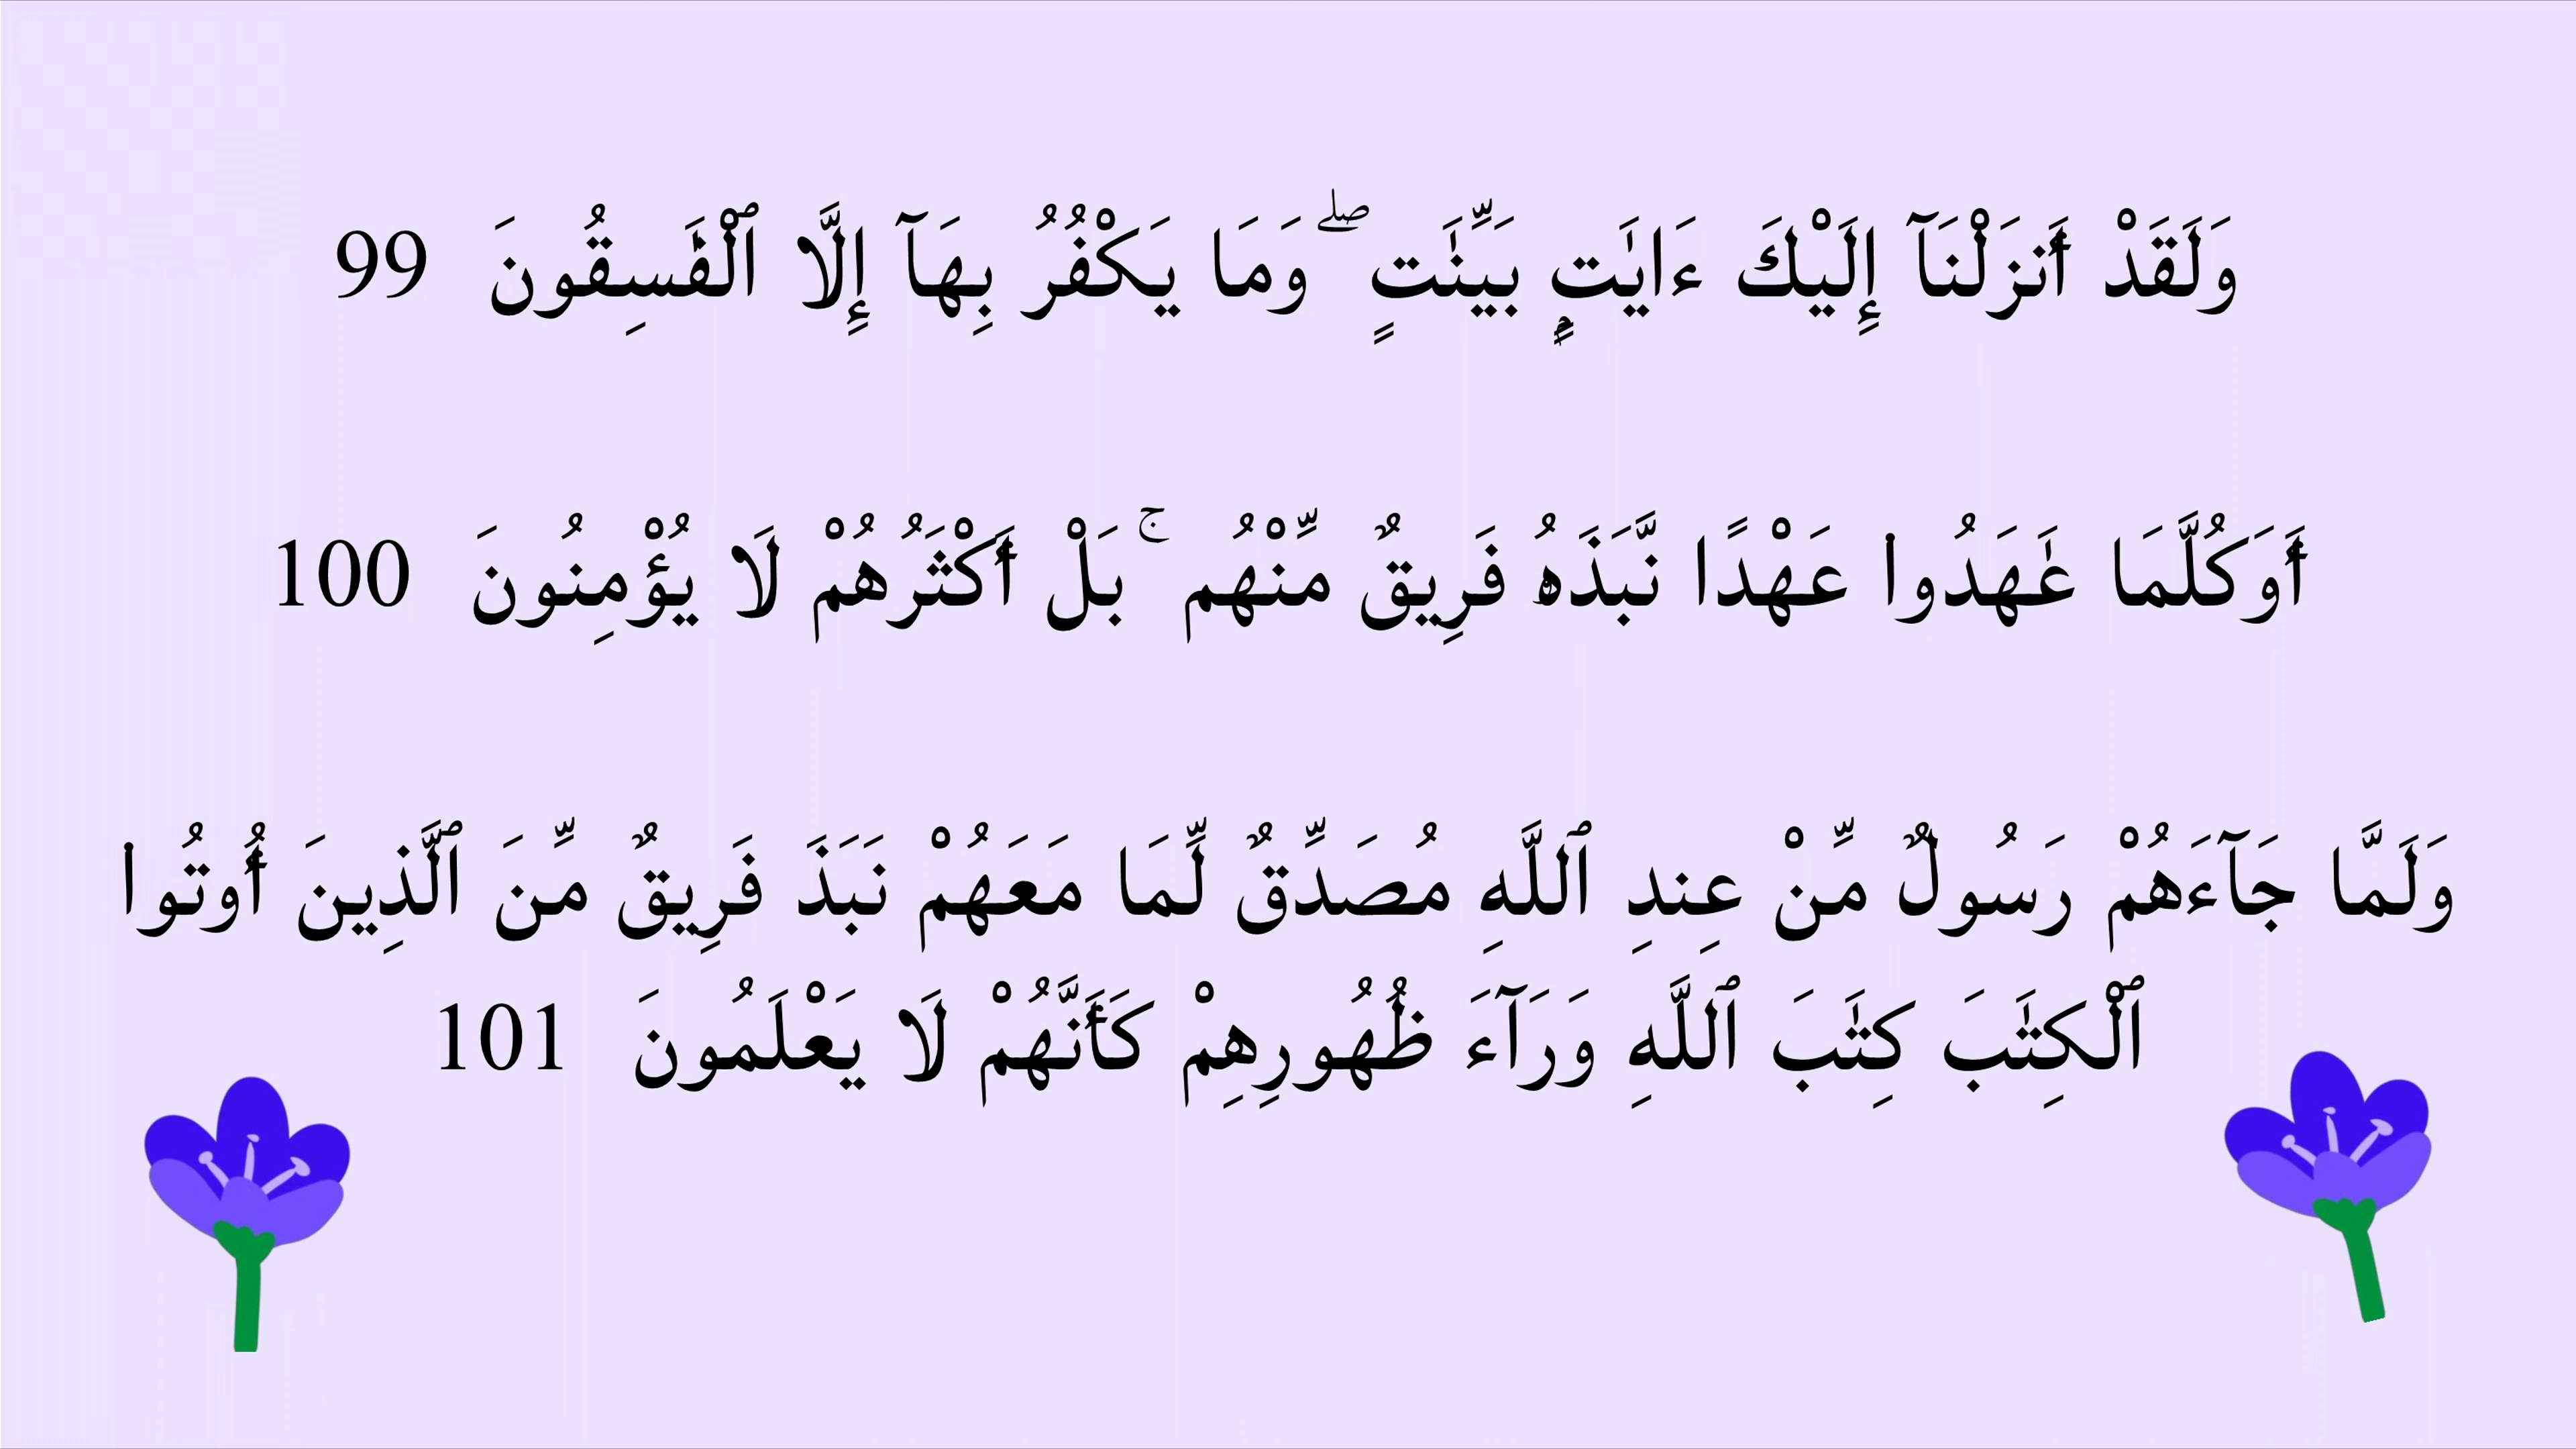 وَلَقَدْ أَنزَلْنَآ إِلَيْكَ ءَايَٰتٍۭ بَيِّنَٰتٍ ۖ وَمَا يَكْفُرُ بِهَآ إِلَّا ٱلْفَٰسِقُونَ 99
أَوَكُلَّمَا عَٰهَدُوا عَهْدًا نَّبَذَهُ فَرِيقٌ مِّنْهُم ۚ بَلْ أَكْثَرُهُمْ لَا يُؤْمِنُونَ 100
وَلَمَّا جَآءَهُمْ رَسُولٌ مِّنْ عِندِ ٱللَّهِ مُصَدِّقٌ لِّمَا مَعَهُمْ نَبَذَ فَرِيقٌ مِّنَ ٱلَّذِينَ أُوتُوا
ٱلْكِتَٰبَ كِتَٰبَ ٱللَّهِ وَرَآءَ ظُهُورِهِمْ كَأَنَّهُمْ لَا يَعْلَمُونَ 101